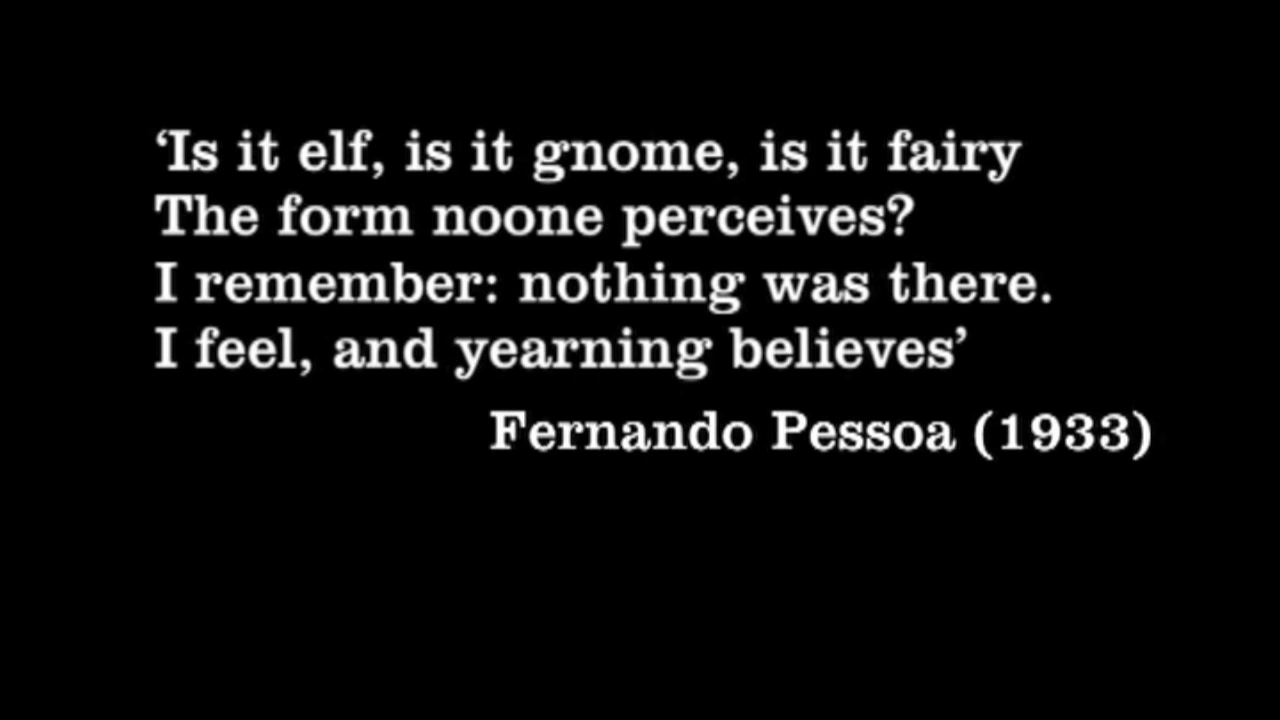 ‘Is it elf, is it gnome, is it fairy
The form noone perceives?
I remember: nothing was there.
I feel, and yearning believes’
Fernando Pessoa (1933)